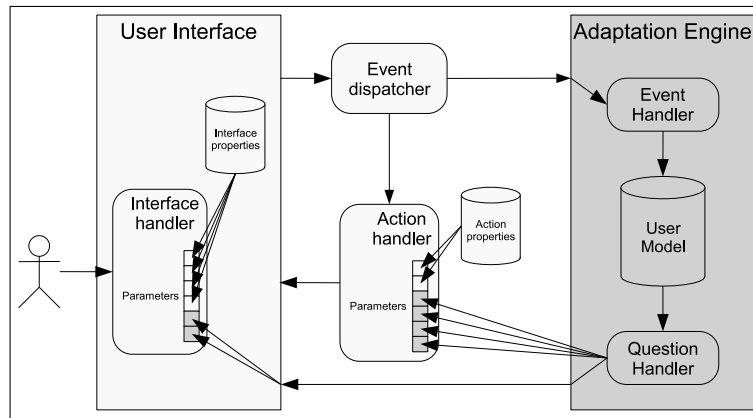 User Interface
Adaptation Engine
Event
dispatcher
Event
Handler
Interface
properties
Interface
handler
Parameters
Action
handler
Parameters
Action
properties
User
Model
Question
Handler